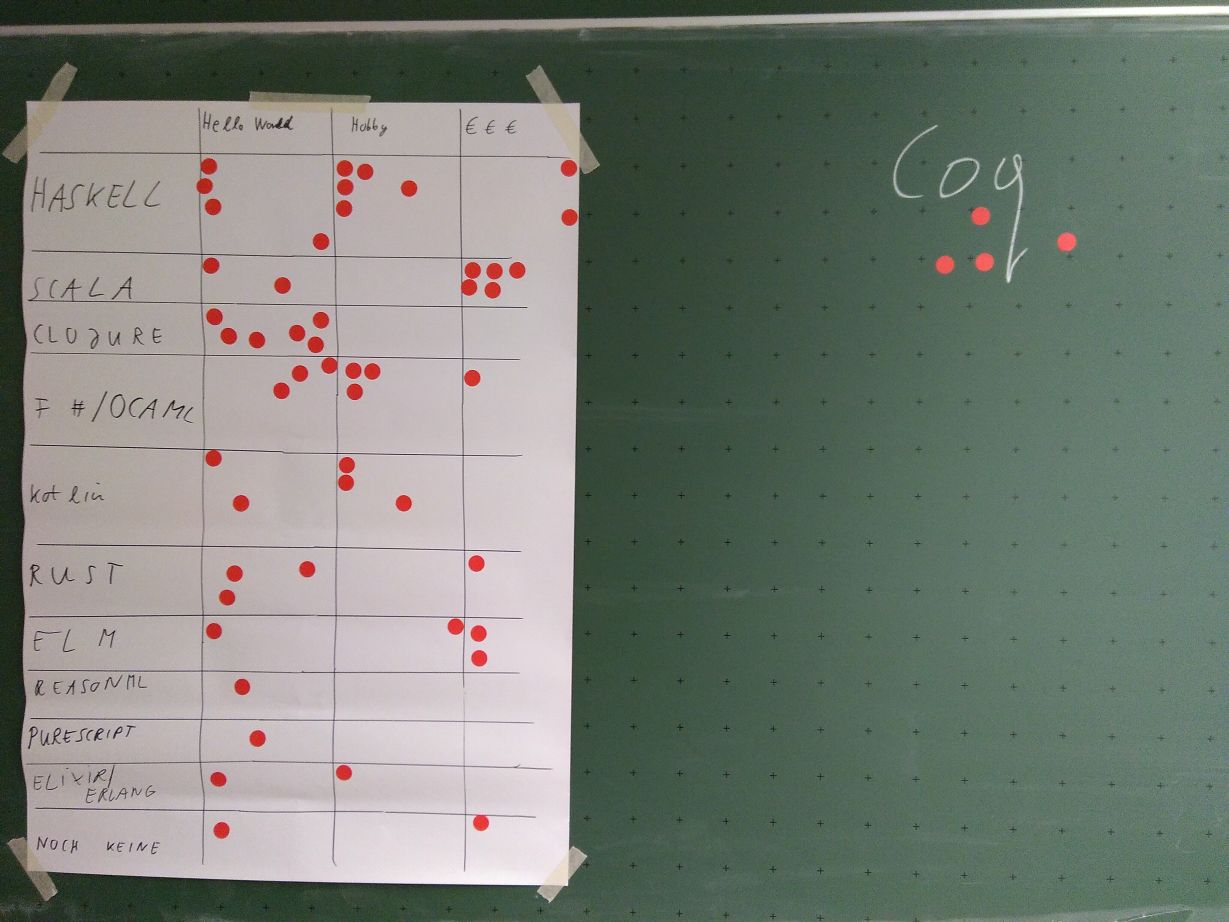 Hello World Hobby € € €
HASKELL
SCALA
CLOJURE
F #/OCAML
Kotlin
RUST
ELM
REASONML
PURESCRIPT
ELIXIR/
ERLANG
NOCH KEINE
Coq